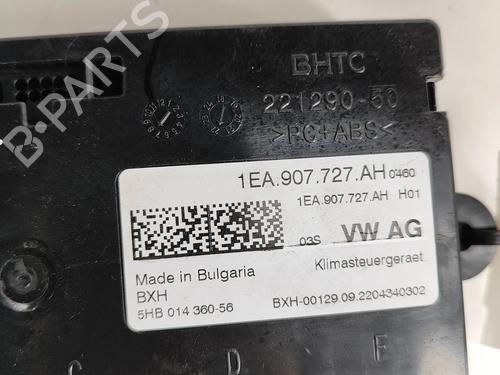 B-PARTS
BHTC
221290-50
>PC+ABS<
1EA.907.727.AH 0460
1EA.907.727.AH H01
03S VW AG
Made in Bulgaria Klimasteuergeraet
BXH
5HB 014 360-56 BXH-00129.09.2204340302
C D F